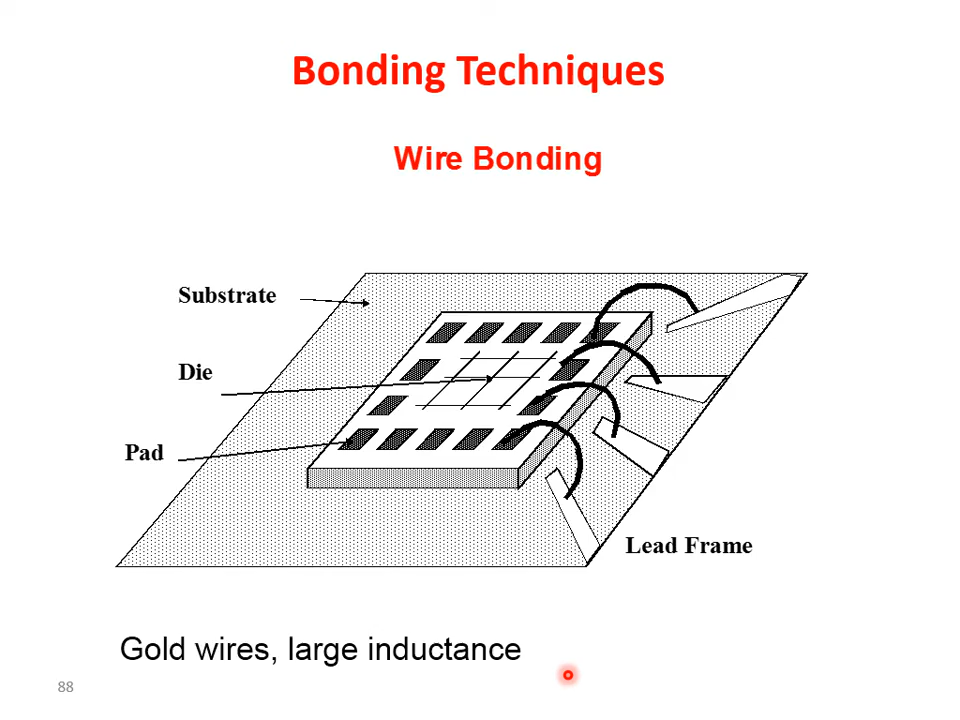 Bonding Techniques
Wire Bonding
Substrate
Die
Pad
Lead Frame
Gold wires, large inductance
88